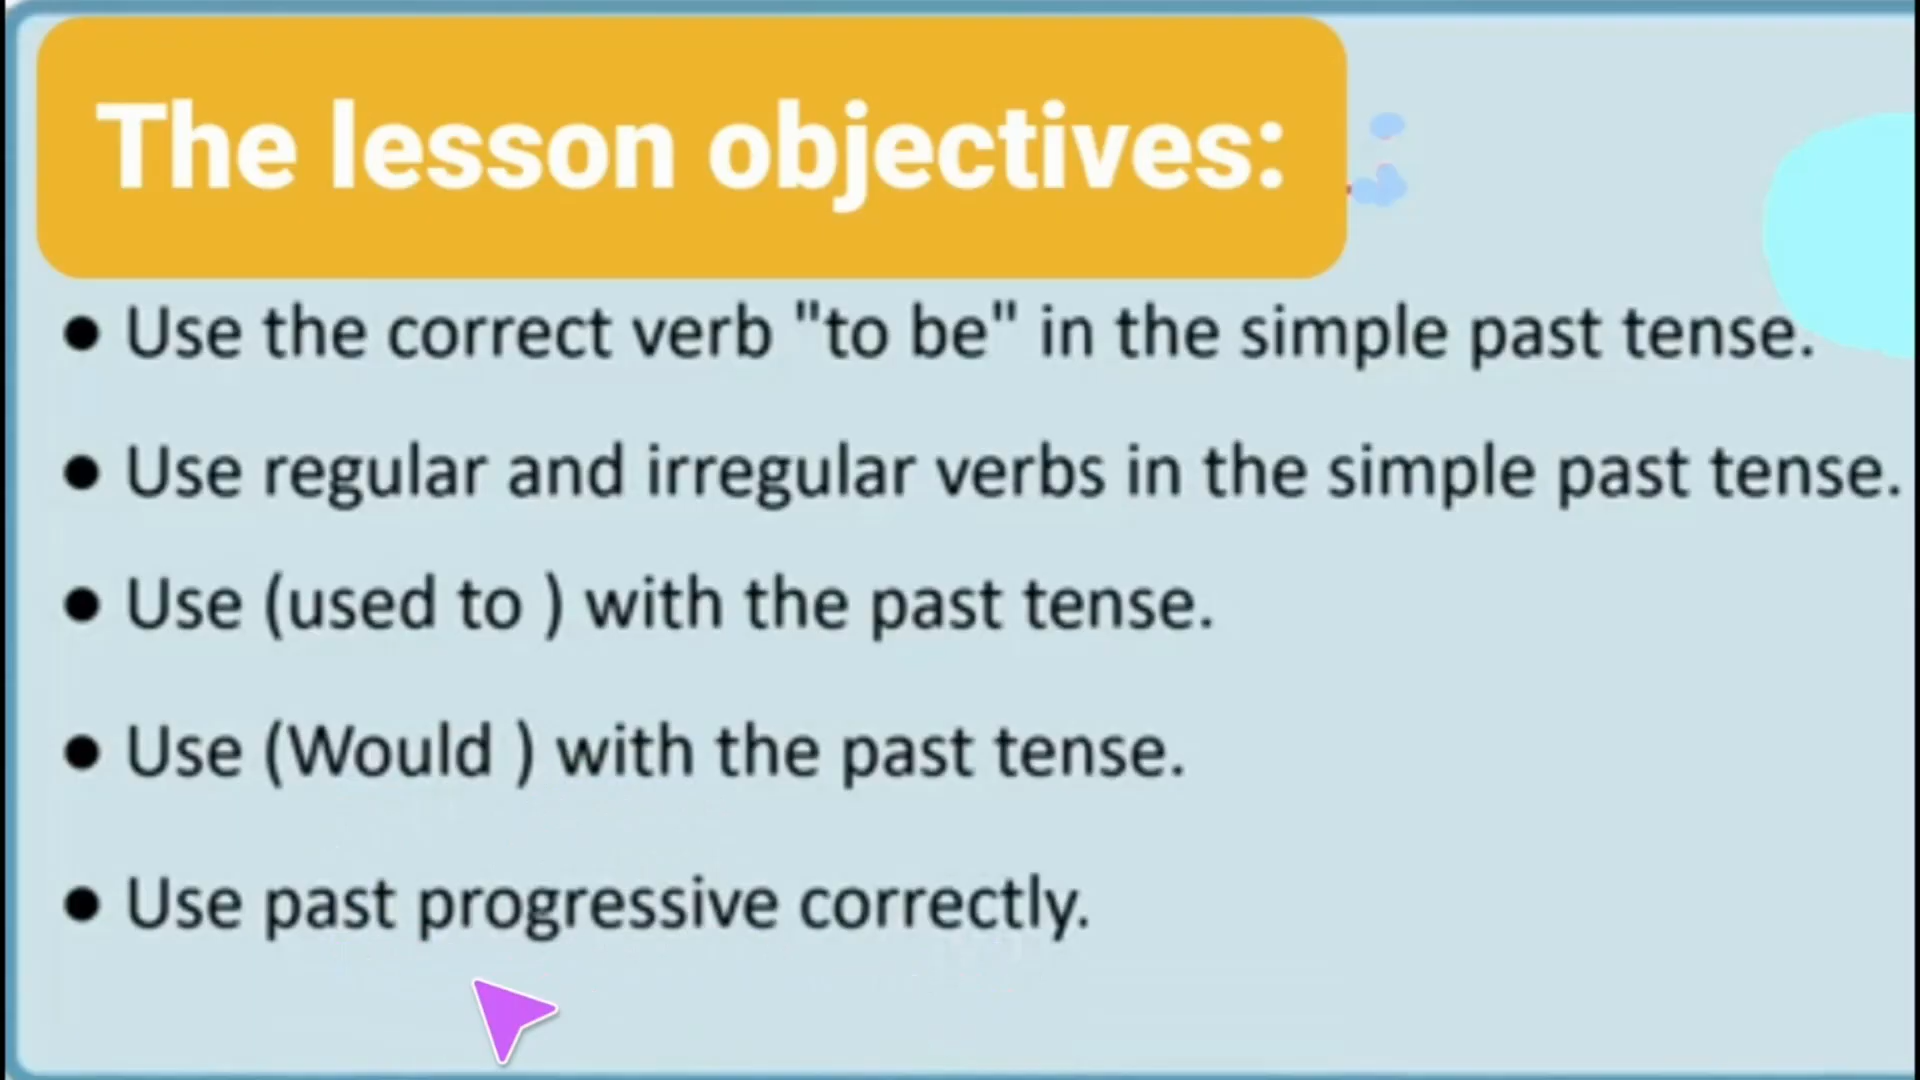 The lesson objectives:
● Use the correct verb "to be" in the simple past tense.
● Use regular and irregular verbs in the simple past tense.
● Use (used to ) with the past tense.
● Use (Would ) with the past tense.
● Use past progressive correctly.